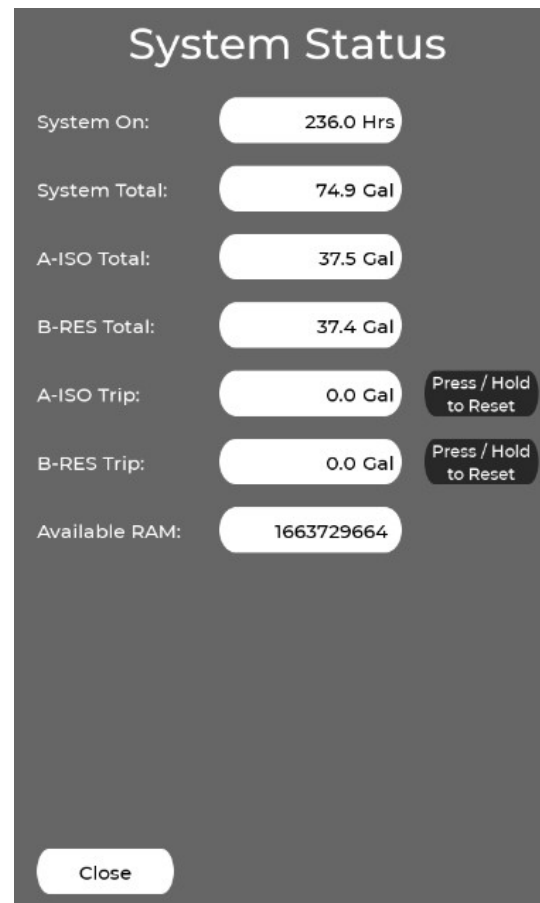 System Status
System On: 236.0 Hrs
System Total: 74.9 Gal
A-ISO Total: 37.5 Gal
B-RES Total: 37.4 Gal
A-ISO Trip: 0.0 Gal Press / Hold
to Reset
B-RES Trip: 0.0 Gal Press / Hold
to Reset
Available RAM: 1663729664
Close